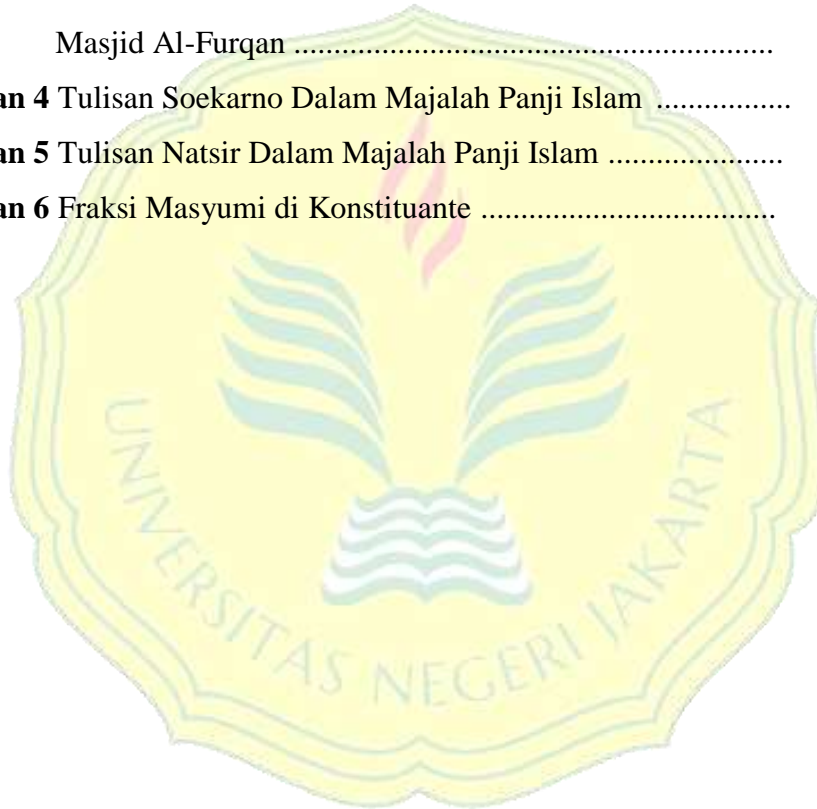 Masjid Al-Furqan ............................................................
an 4 Tulisan Soekarno Dalam Majalah Panji Islam .................
an 5 Tulisan Natsir Dalam Majalah Panji Islam ......................
an 6 Fraksi Masyumi di Konstituante .....................................
UNIVERSITAS NEGERI JAKARTA